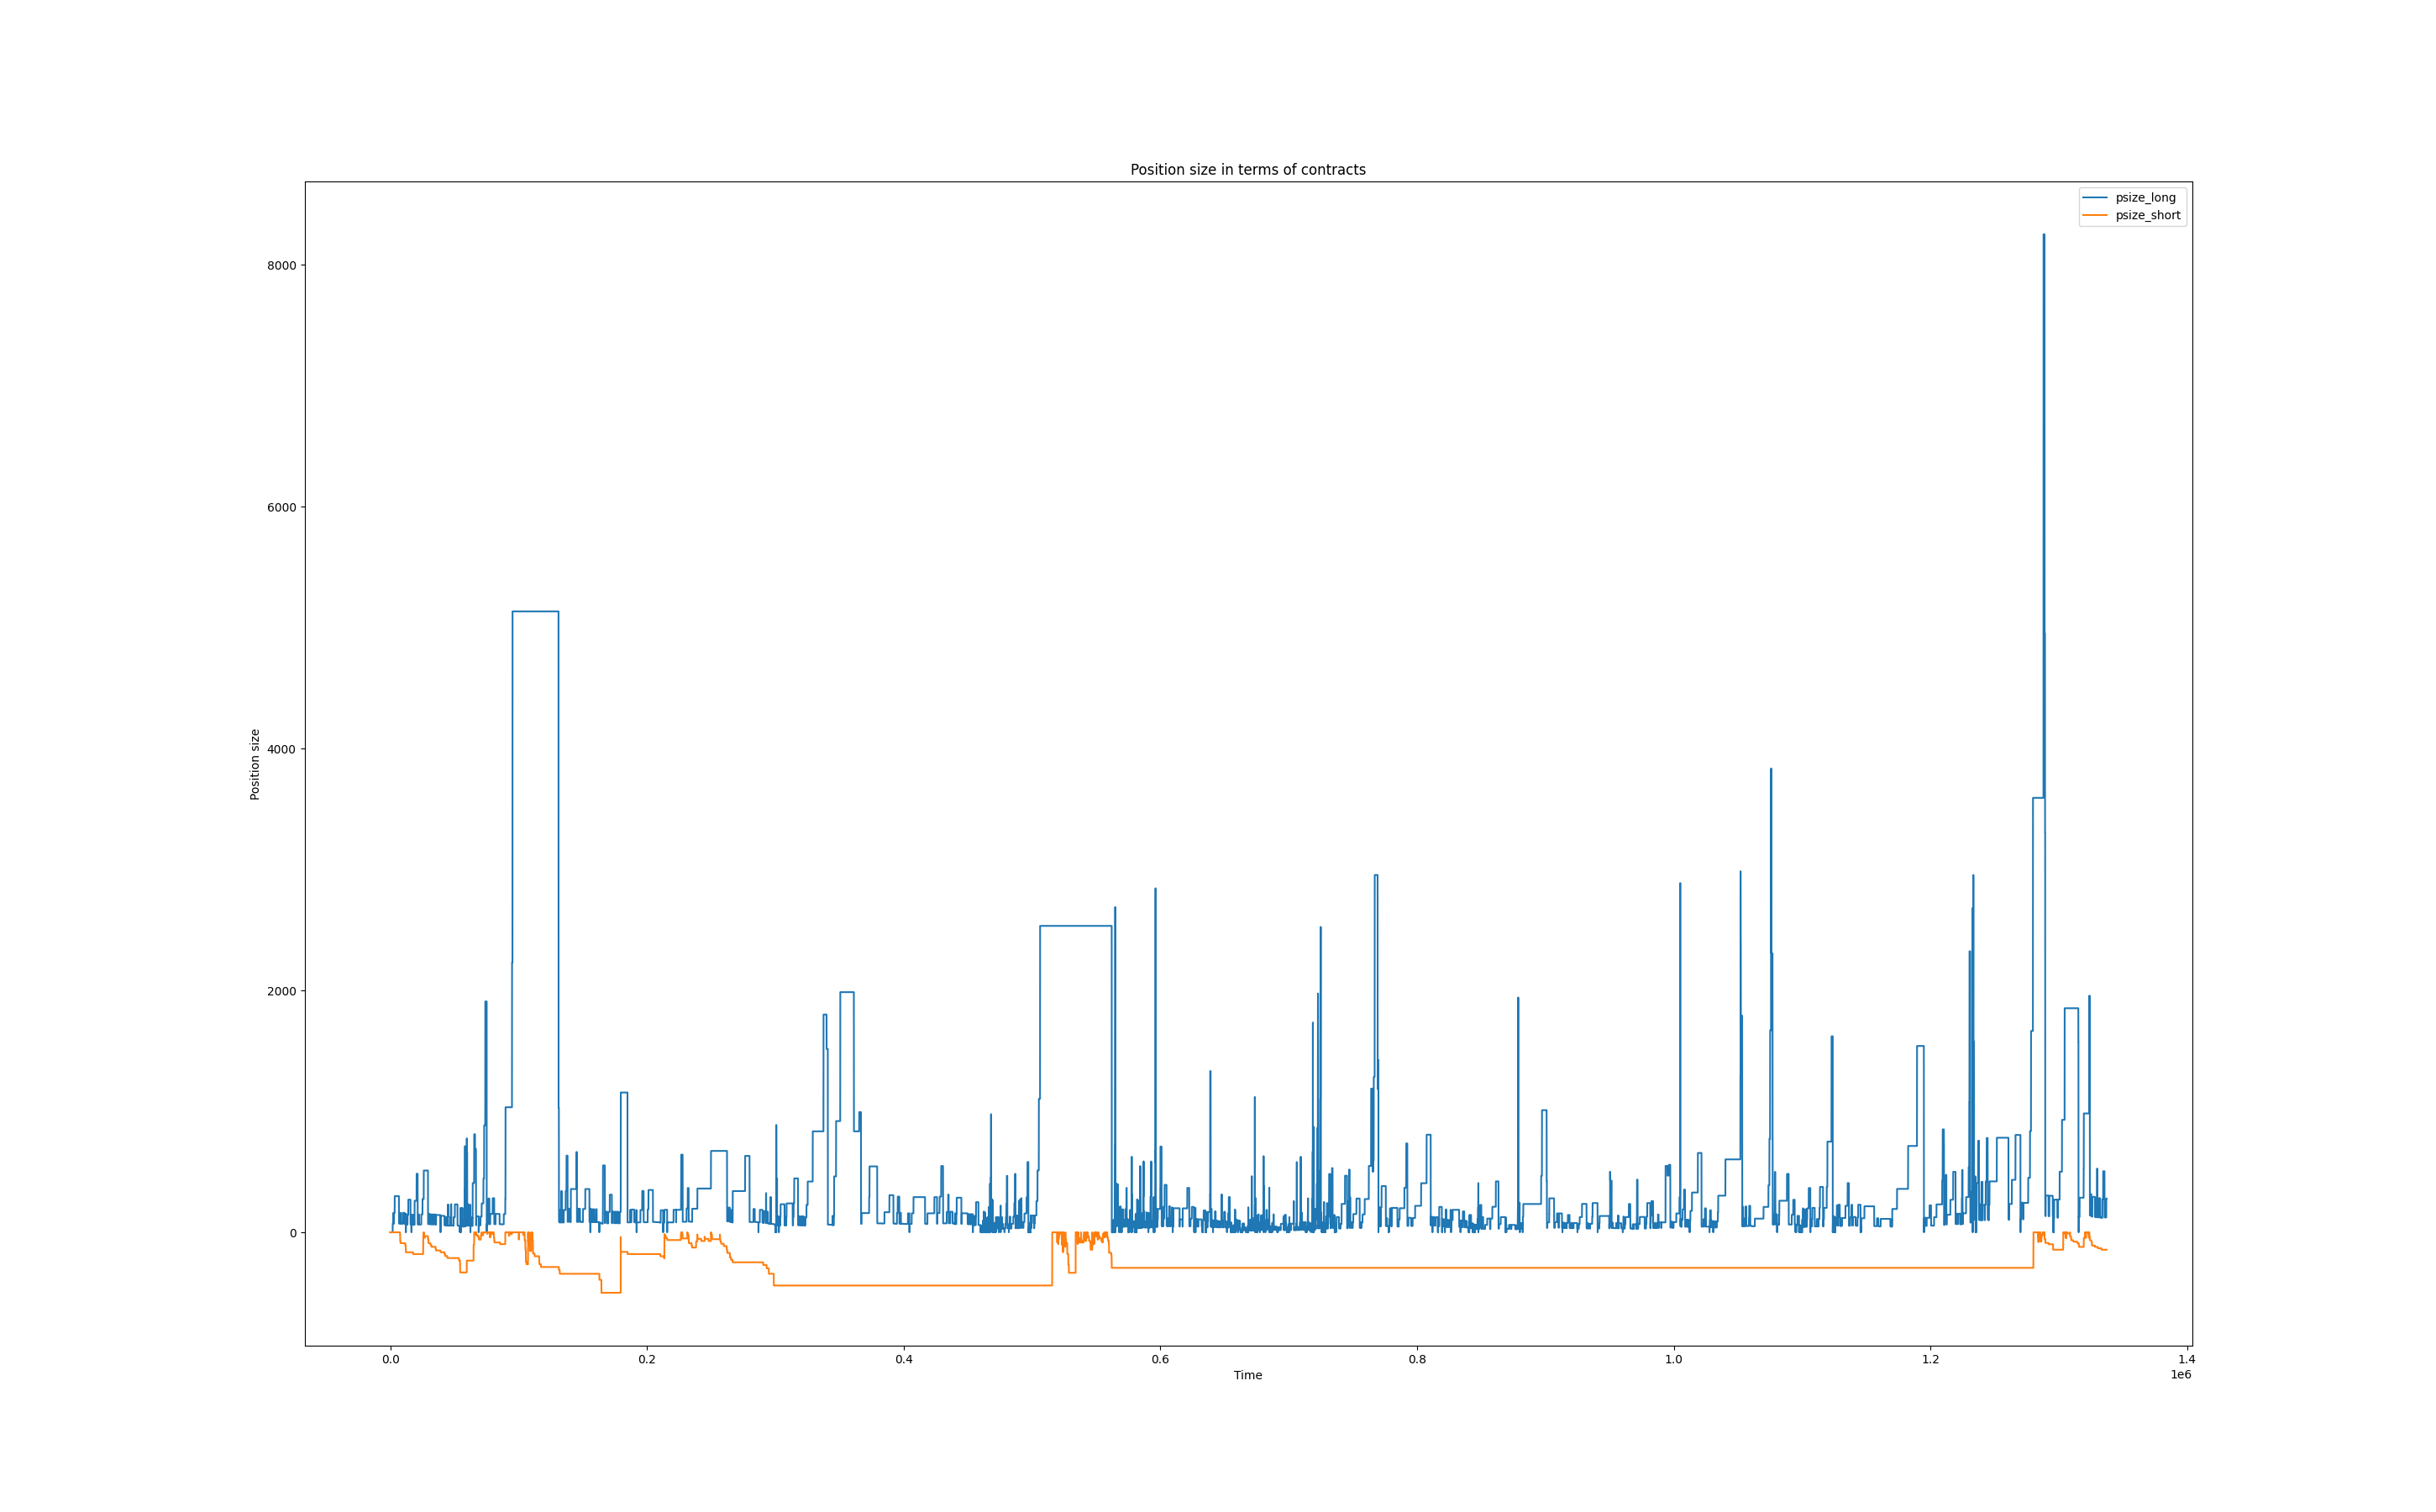 Position size in terms of contracts
psize_long
psize_short
8000
6000
4000
2000
0
Position size
0.0 0.2 0.4 0.6 0.8 1.0 1.2 1.4
Time
1e6